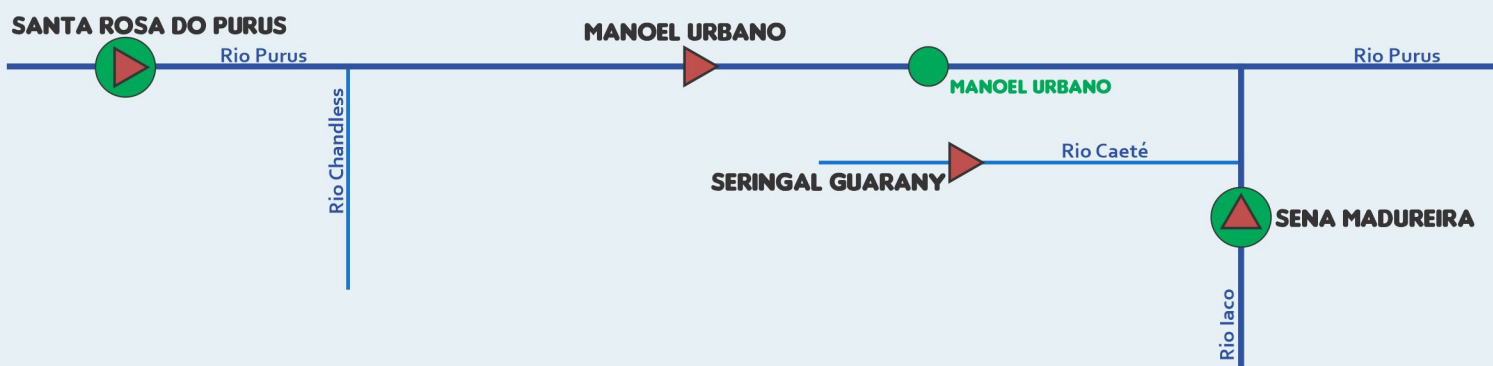 SANTA ROSA DO PURUS
MANOEL URBANO
Rio Purus
Rio Purus
MANOEL URBANO
Rio Chandless
Rio Caeté
SERINGAL GUARANY
SENA MADUREIRA
Rio Iaco